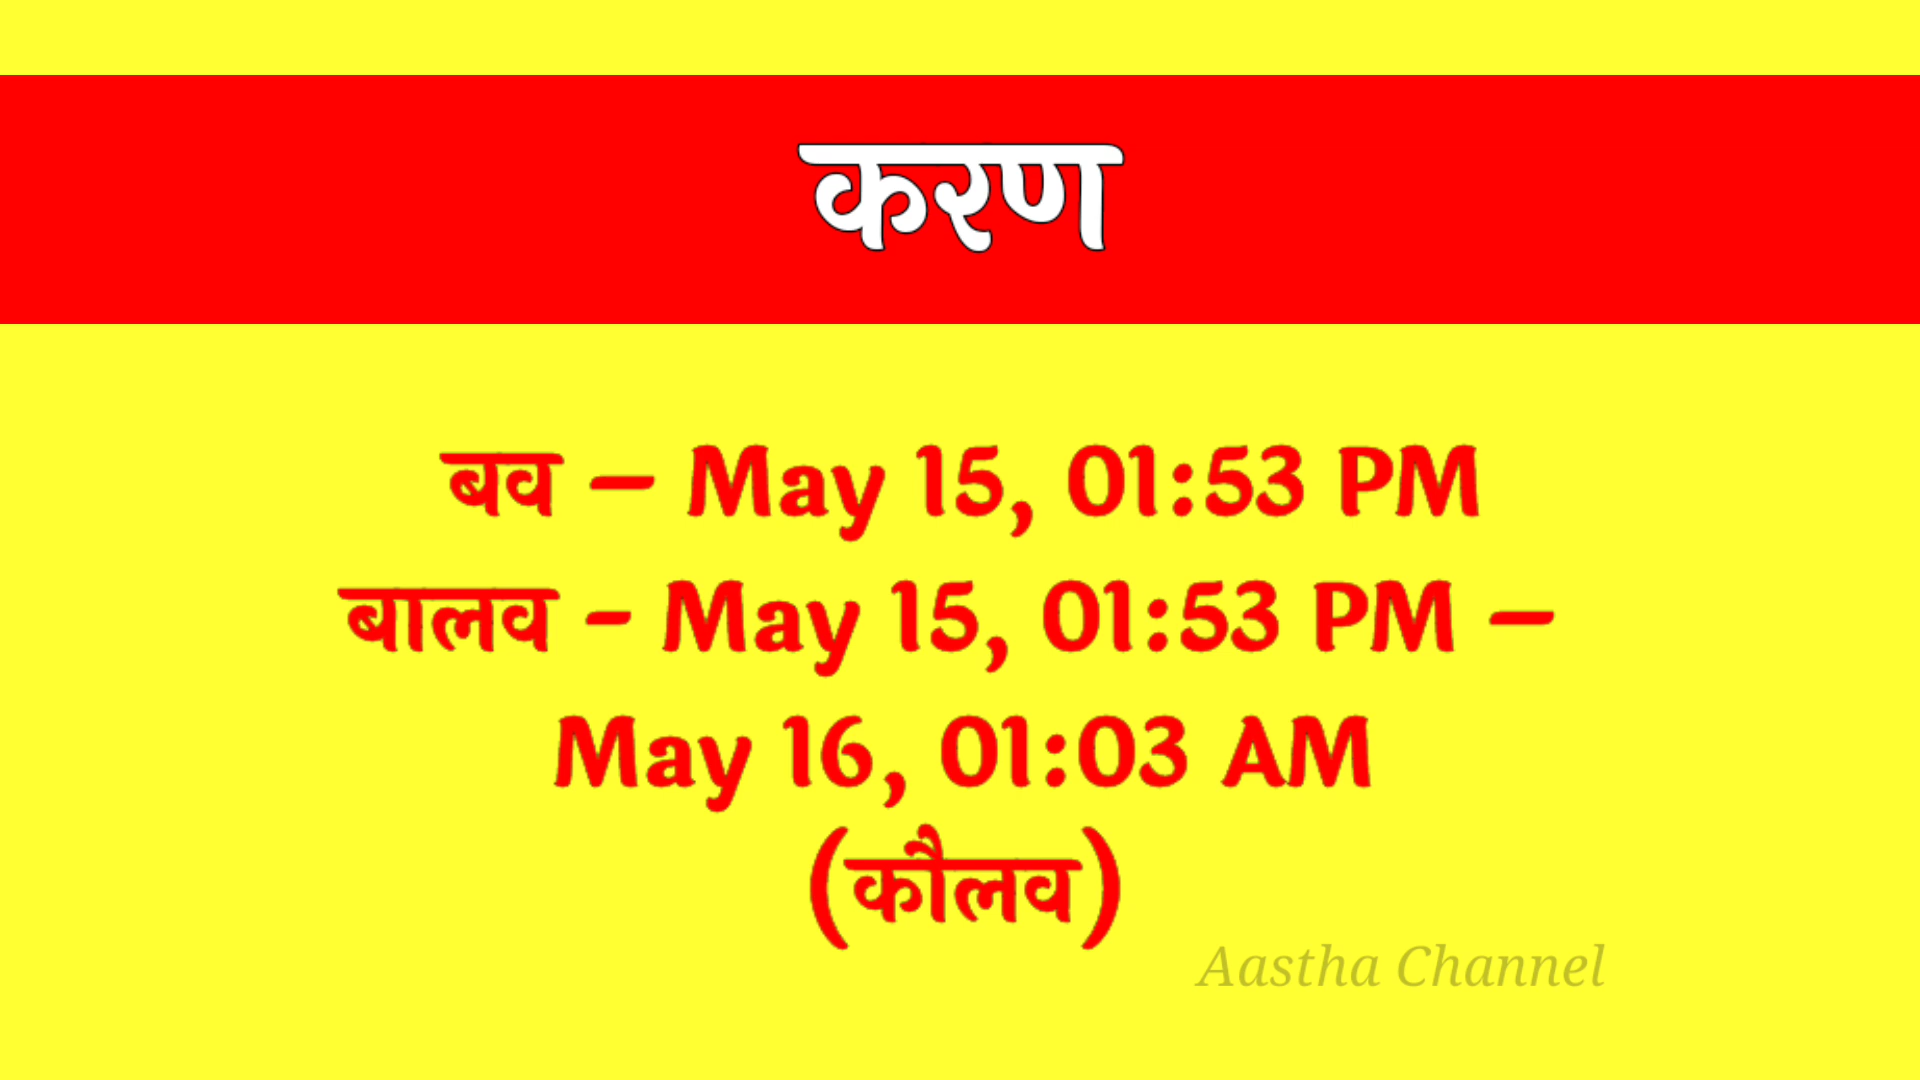 करण
बव – May 15, 01:53 PM
बालव - May 15, 01:53 PM –
May 16, 01:03 AM
(कौलव)
Aastha Channel